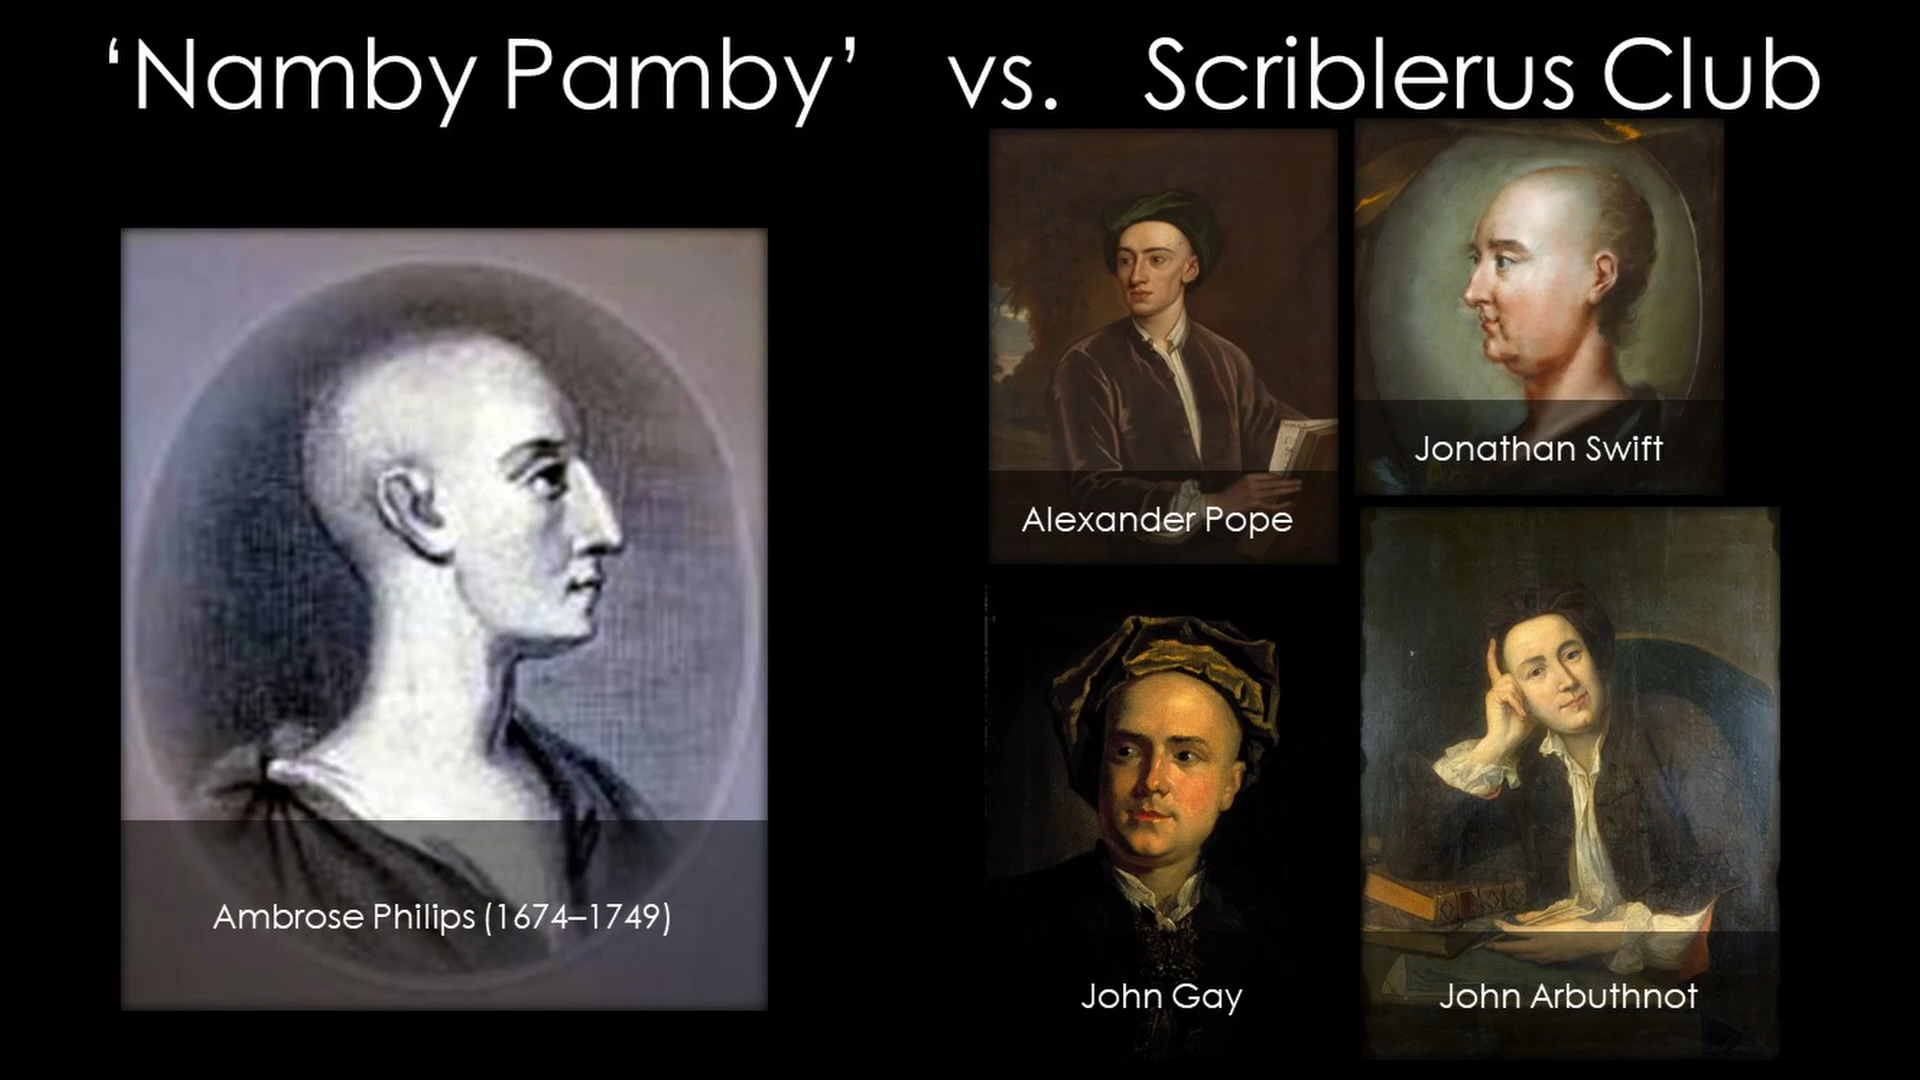 ‘Namby Pamby’ vs. Scriblerus Club
Ambrose Philips (1674–1749)
Alexander Pope
Jonathan Swift
John Gay
John Arbuthnot